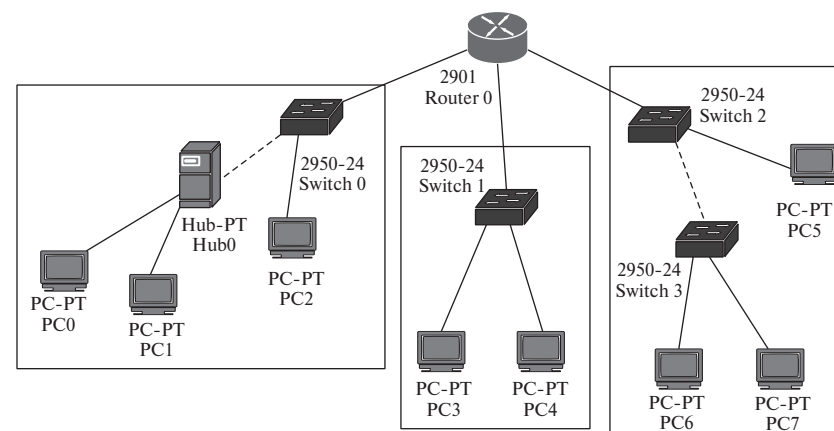 2901
Router 0
2950-24
Switch 0
Hub-PT
Hub0
PC-PT
PC0
PC-PT
PC1
PC-PT
PC2
2950-24
Switch 1
PC-PT
PC3
PC-PT
PC4
2950-24
Switch 2
PC-PT
PC5
2950-24
Switch 3
PC-PT
PC6
PC-PT
PC7